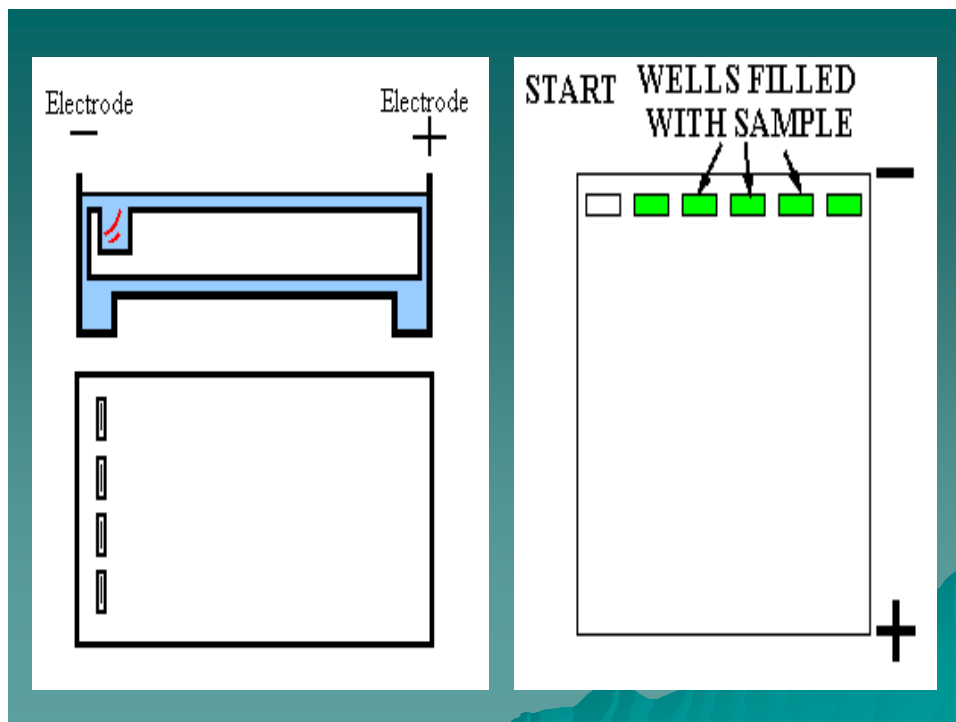 Electrode
−
Electrode
+
START
WELLS FILLED
WITH SAMPLE
−
+